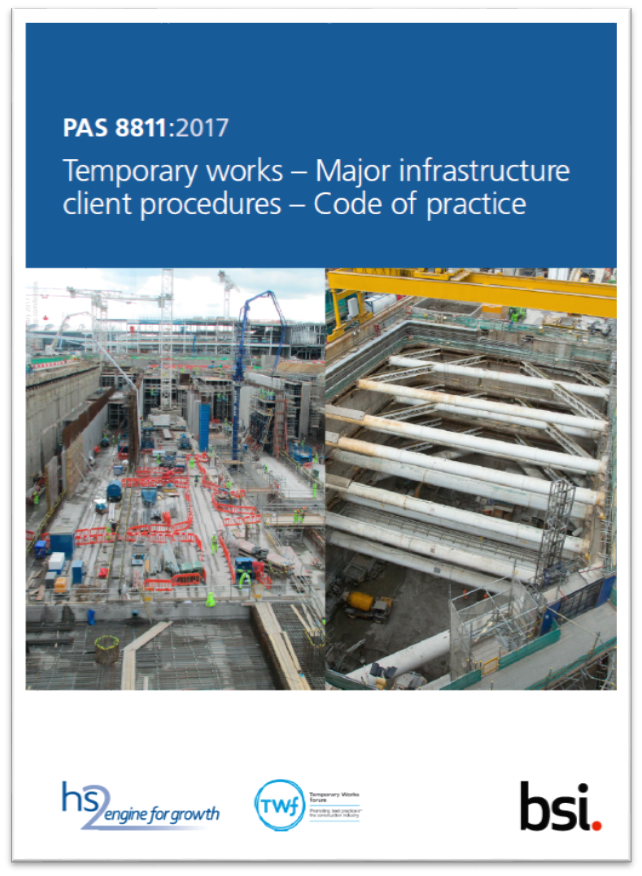 PAS 8811:2017
Temporary works – Major infrastructure
client procedures – Code of practice
hs2 engine for growth
TWf
Temporary Works
forum
Promoting best practice in
the construction industry
bsi.